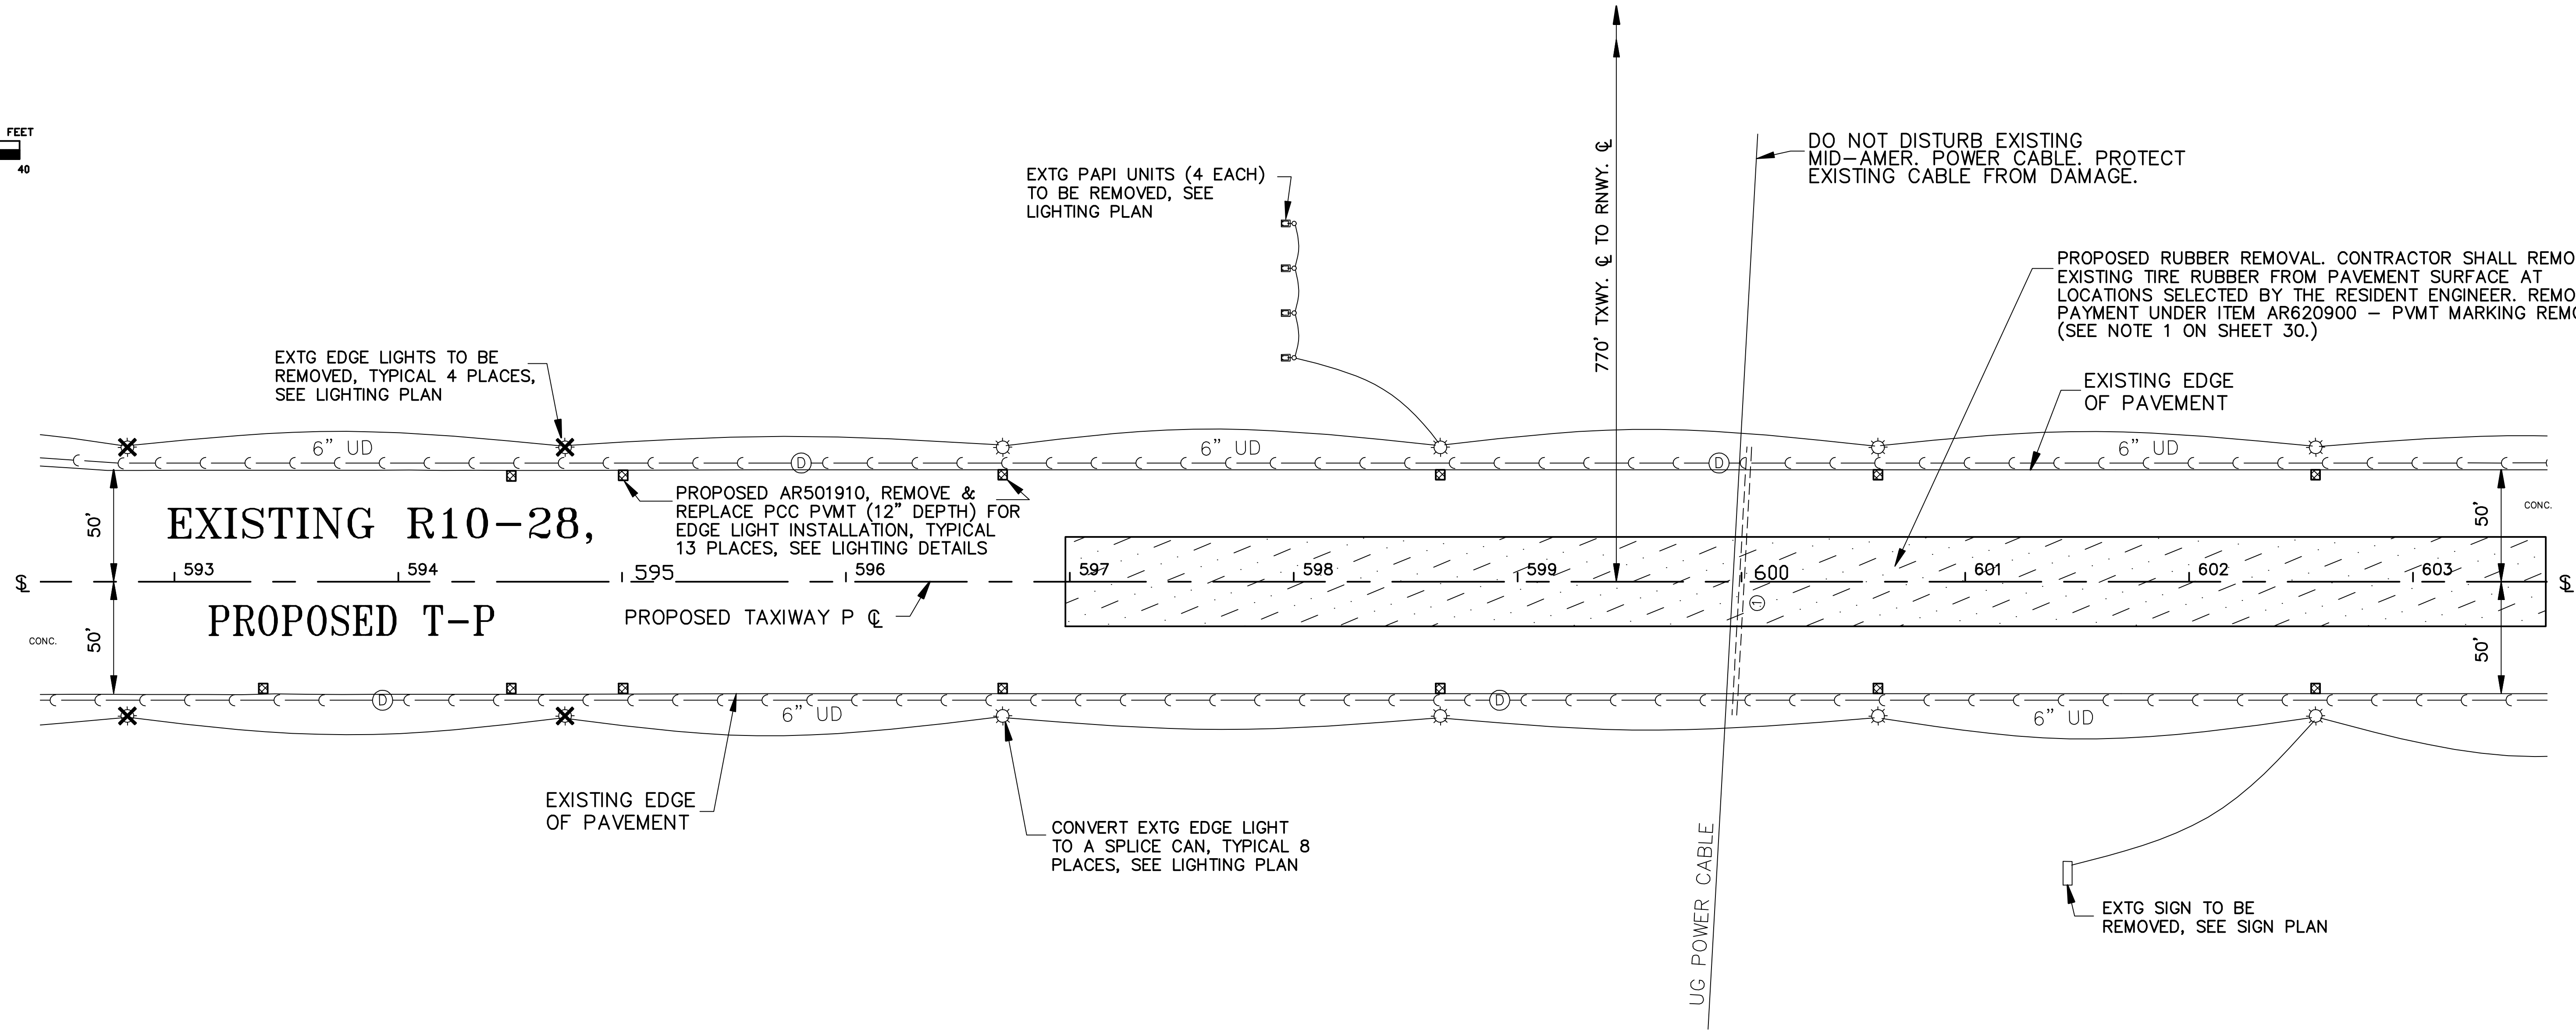 FEET
40
EXTG PAPI UNITS (4 EACH)
TO BE REMOVED, SEE
LIGHTING PLAN
770' TXWY. ℄ TO RNWY. ℄
DO NOT DISTURB EXISTING
MID-AMER. POWER CABLE. PROTECT
EXISTING CABLE FROM DAMAGE.
PROPOSED RUBBER REMOVAL. CONTRACTOR SHALL REMO
EXISTING TIRE RUBBER FROM PAVEMENT SURFACE AT
LOCATIONS SELECTED BY THE RESIDENT ENGINEER. REMO
PAYMENT UNDER ITEM AR620900 – PVMT MARKING REMO
(SEE NOTE 1 ON SHEET 30.)
EXTG EDGE LIGHTS TO BE
REMOVED, TYPICAL 4 PLACES,
SEE LIGHTING PLAN
EXISTING EDGE
OF PAVEMENT
6" UD
6" UD
6" UD
D
D
PROPOSED AR501910, REMOVE &
REPLACE PCC PVMT (12" DEPTH) FOR
EDGE LIGHT INSTALLATION, TYPICAL
13 PLACES, SEE LIGHTING DETAILS
50'
EXISTING R10-28,
50'
CONC.
℄
593
594
595
596
597
598
599
600
601
602
603
℄
1
PROPOSED T-P
PROPOSED TAXIWAY P ℄
CONC.
50'
50'
D
D
6" UD
6" UD
EXISTING EDGE
OF PAVEMENT
CONVERT EXTG EDGE LIGHT
TO A SPLICE CAN, TYPICAL 8
PLACES, SEE LIGHTING PLAN
UG POWER CABLE
EXTG SIGN TO BE
REMOVED, SEE SIGN PLAN